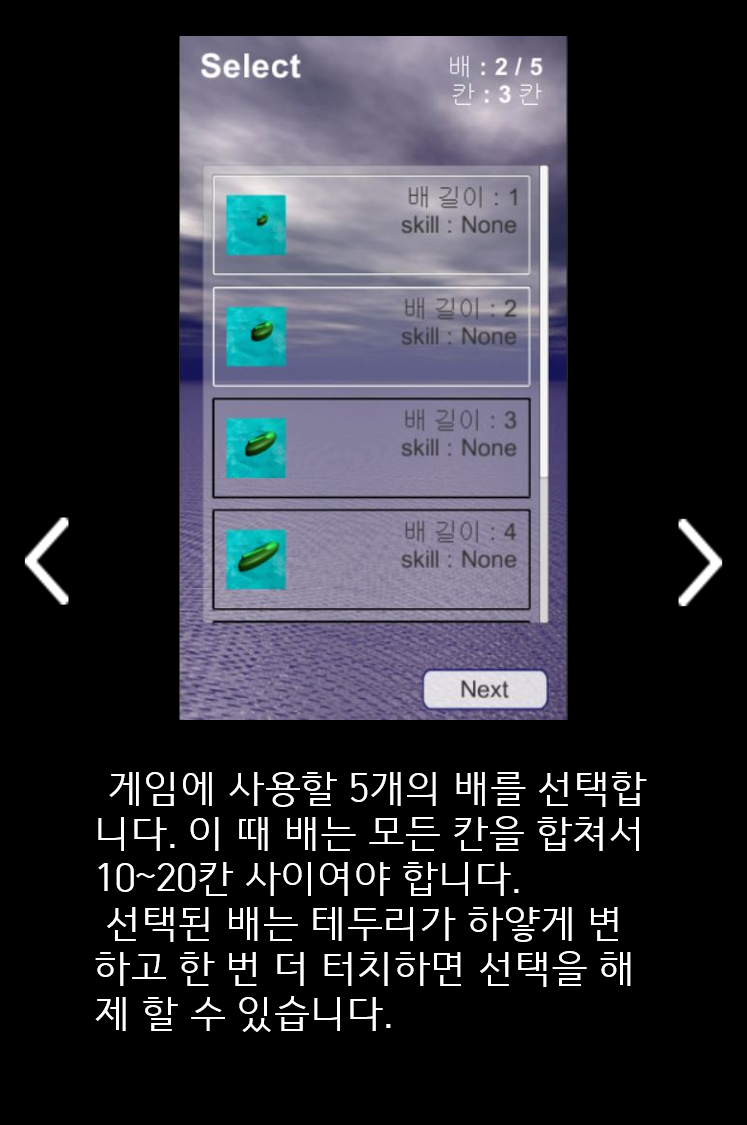 Select
배 : 2 / 5
칸 : 3 칸
배 길이 : 1
skill : None
배 길이 : 2
skill : None
배 길이 : 3
skill : None
배 길이 : 4
skill : None
Next
게임에 사용할 5개의 배를 선택합
니다. 이 때 배는 모든 칸을 합쳐서
10~20칸 사이여야 합니다.
선택된 배는 테두리가 하얗게 변
하고 한 번 더 터치하면 선택을 해
제 할 수 있습니다.